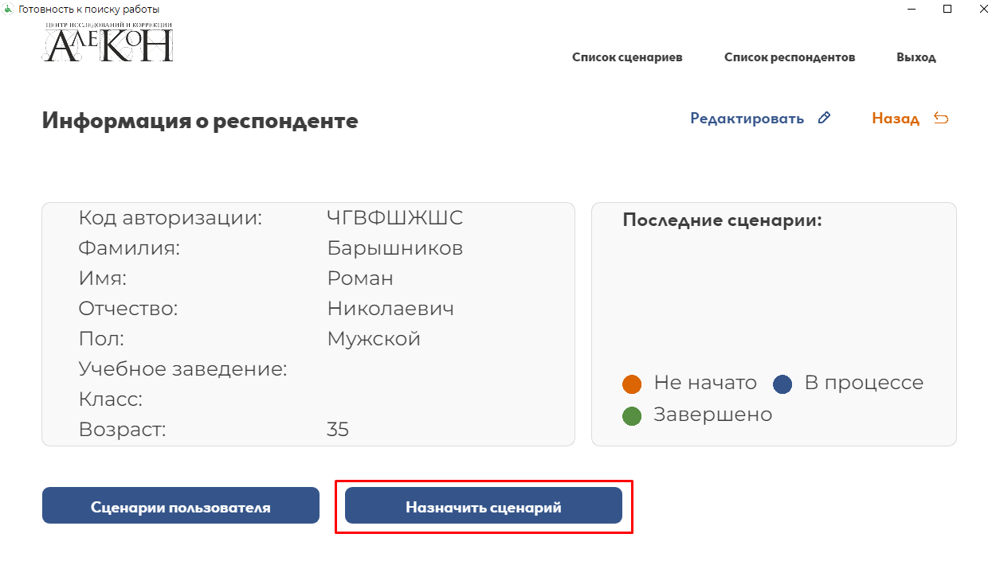 Готовность к поиску работы
ЦЕНТР ИССЛЕДОВАНИЙ И КОРРЕКЦИИ
АЛЕКОН
Список сценариев
Список респондентов
Выход
Информация о респонденте
Редактировать
Назад
Код авторизации: ЧГВФШЖШС
Фамилия: Барышников
Имя: Роман
Отчество: Николаевич
Пол: Мужской
Учебное заведение:
Класс:
Возраст: 35
Последние сценарии:
Не начато
В процессе
Завершено
Сценарии пользователя
Назначить сценарий